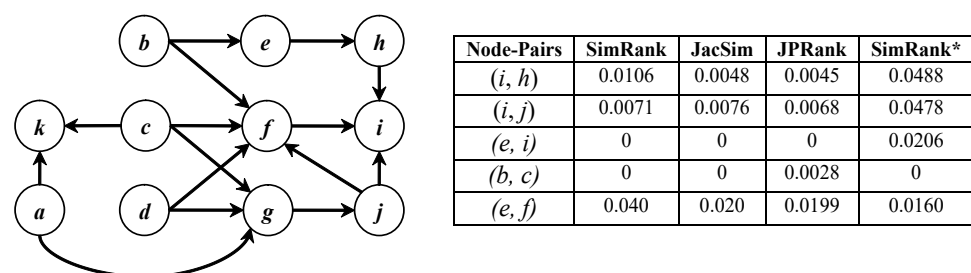 b e h
k c f i
a d g j
Node-Pairs SimRank JacSim JPRank SimRank*
(i, h) 0.0106 0.0048 0.0045 0.0488
(i, j) 0.0071 0.0076 0.0068 0.0478
(e, i) 0 0 0 0.0206
(b, c) 0 0 0.0028 0
(e, f) 0.040 0.020 0.0199 0.0160